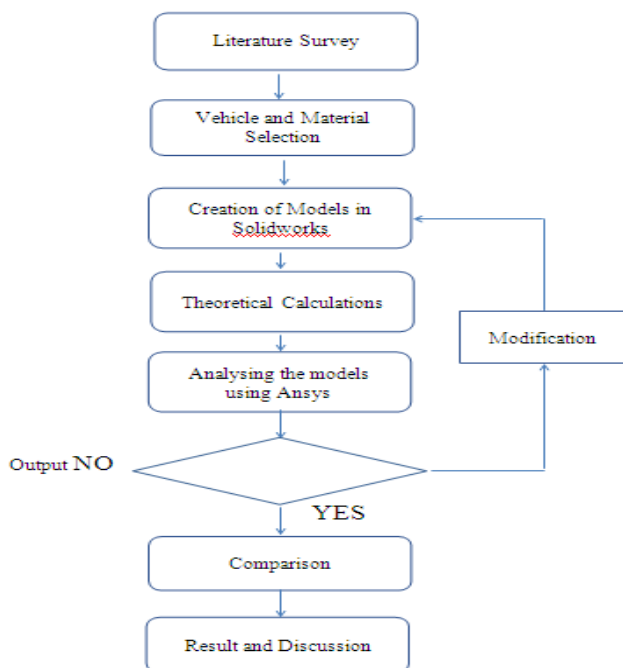 Literature Survey
Vehicle and Material
Selection
Creation of Models in
Solidworks
Theoretical Calculations
Modification
Analysing the models
using Ansys
Output NO
YES
Comparison
Result and Discussion